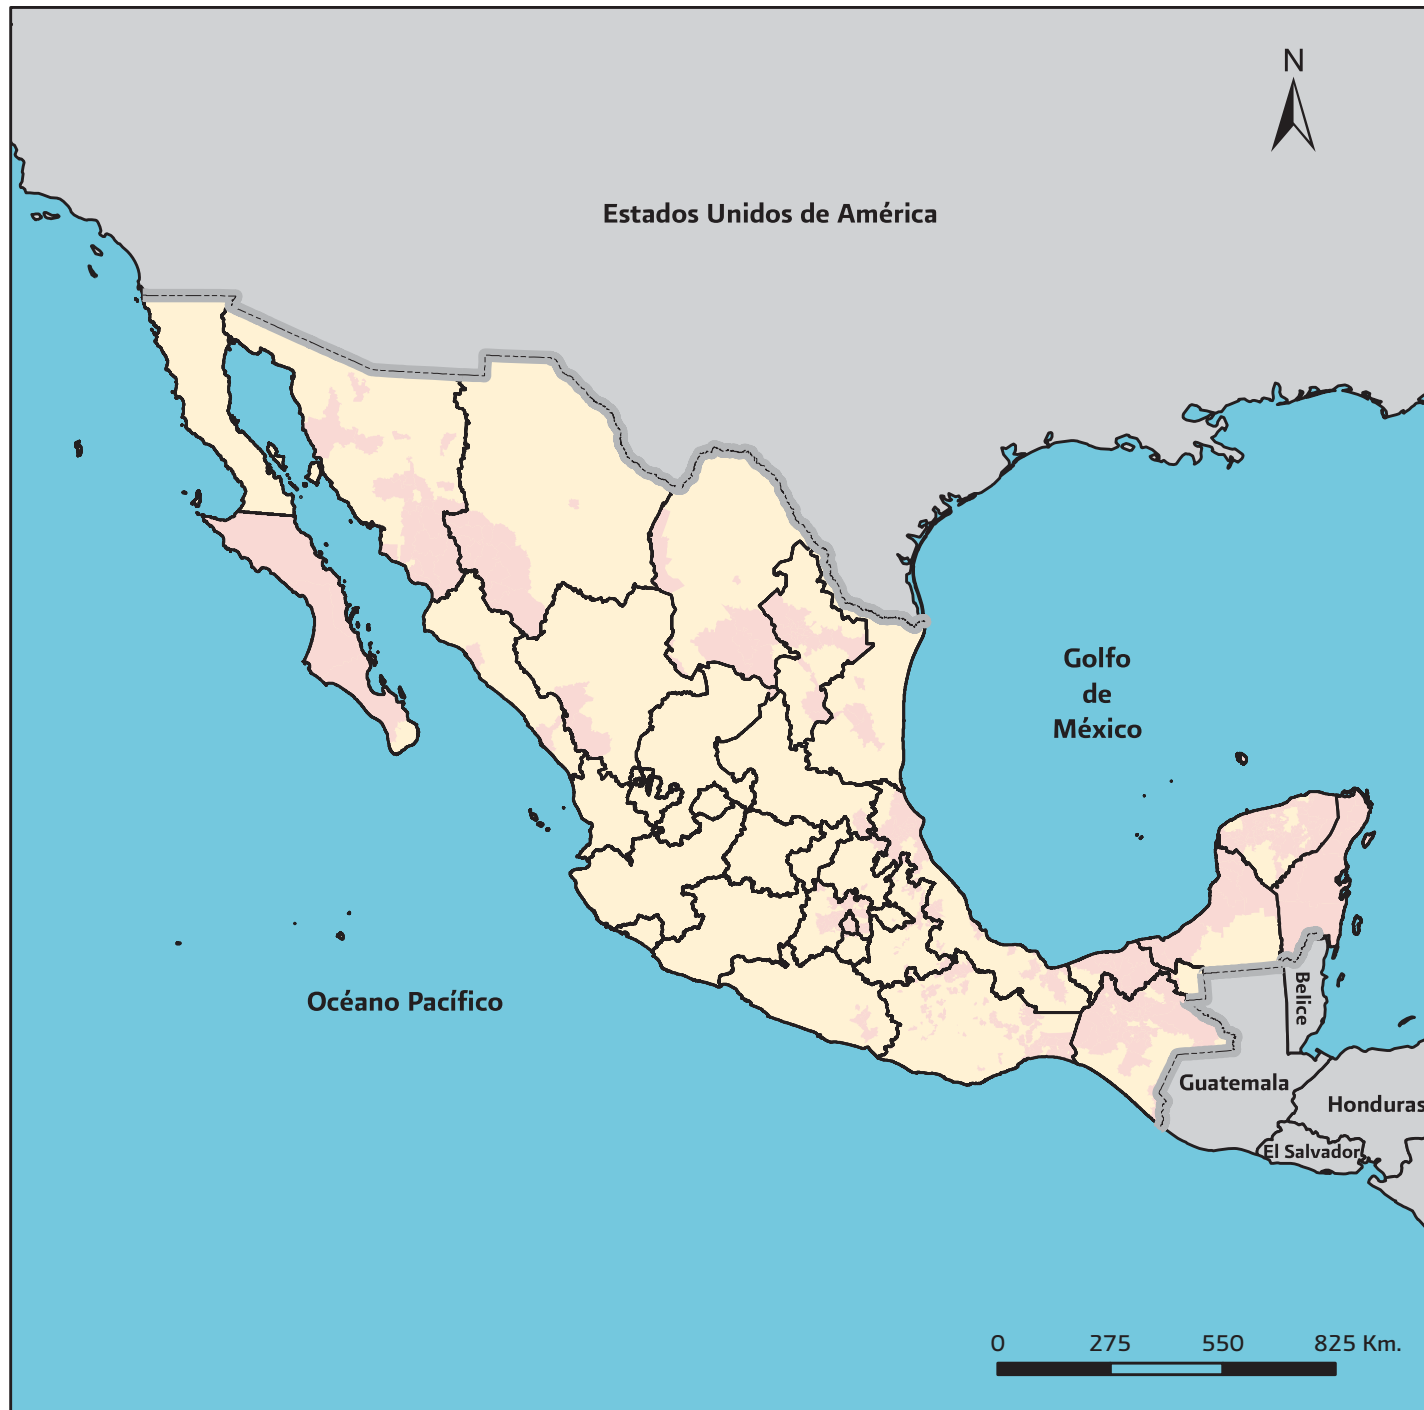 N
Estados Unidos de América
Golfo
de
México
Océano Pacífico
Belice
Guatemala
Honduras
El Salvador
0 275 550 825 Km.